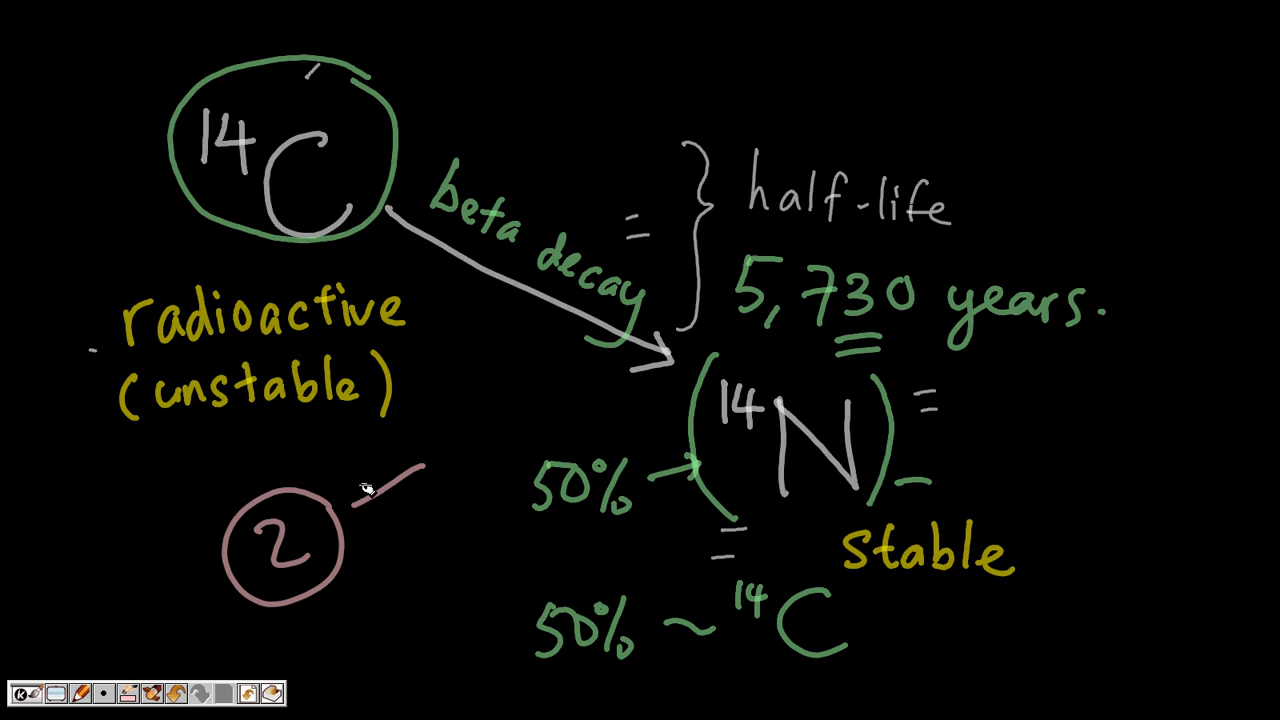 14C
beta decay
half-life
5,730 years.
radioactive
(unstable)
(14N)
50%
stable
2
50% ~ 14C